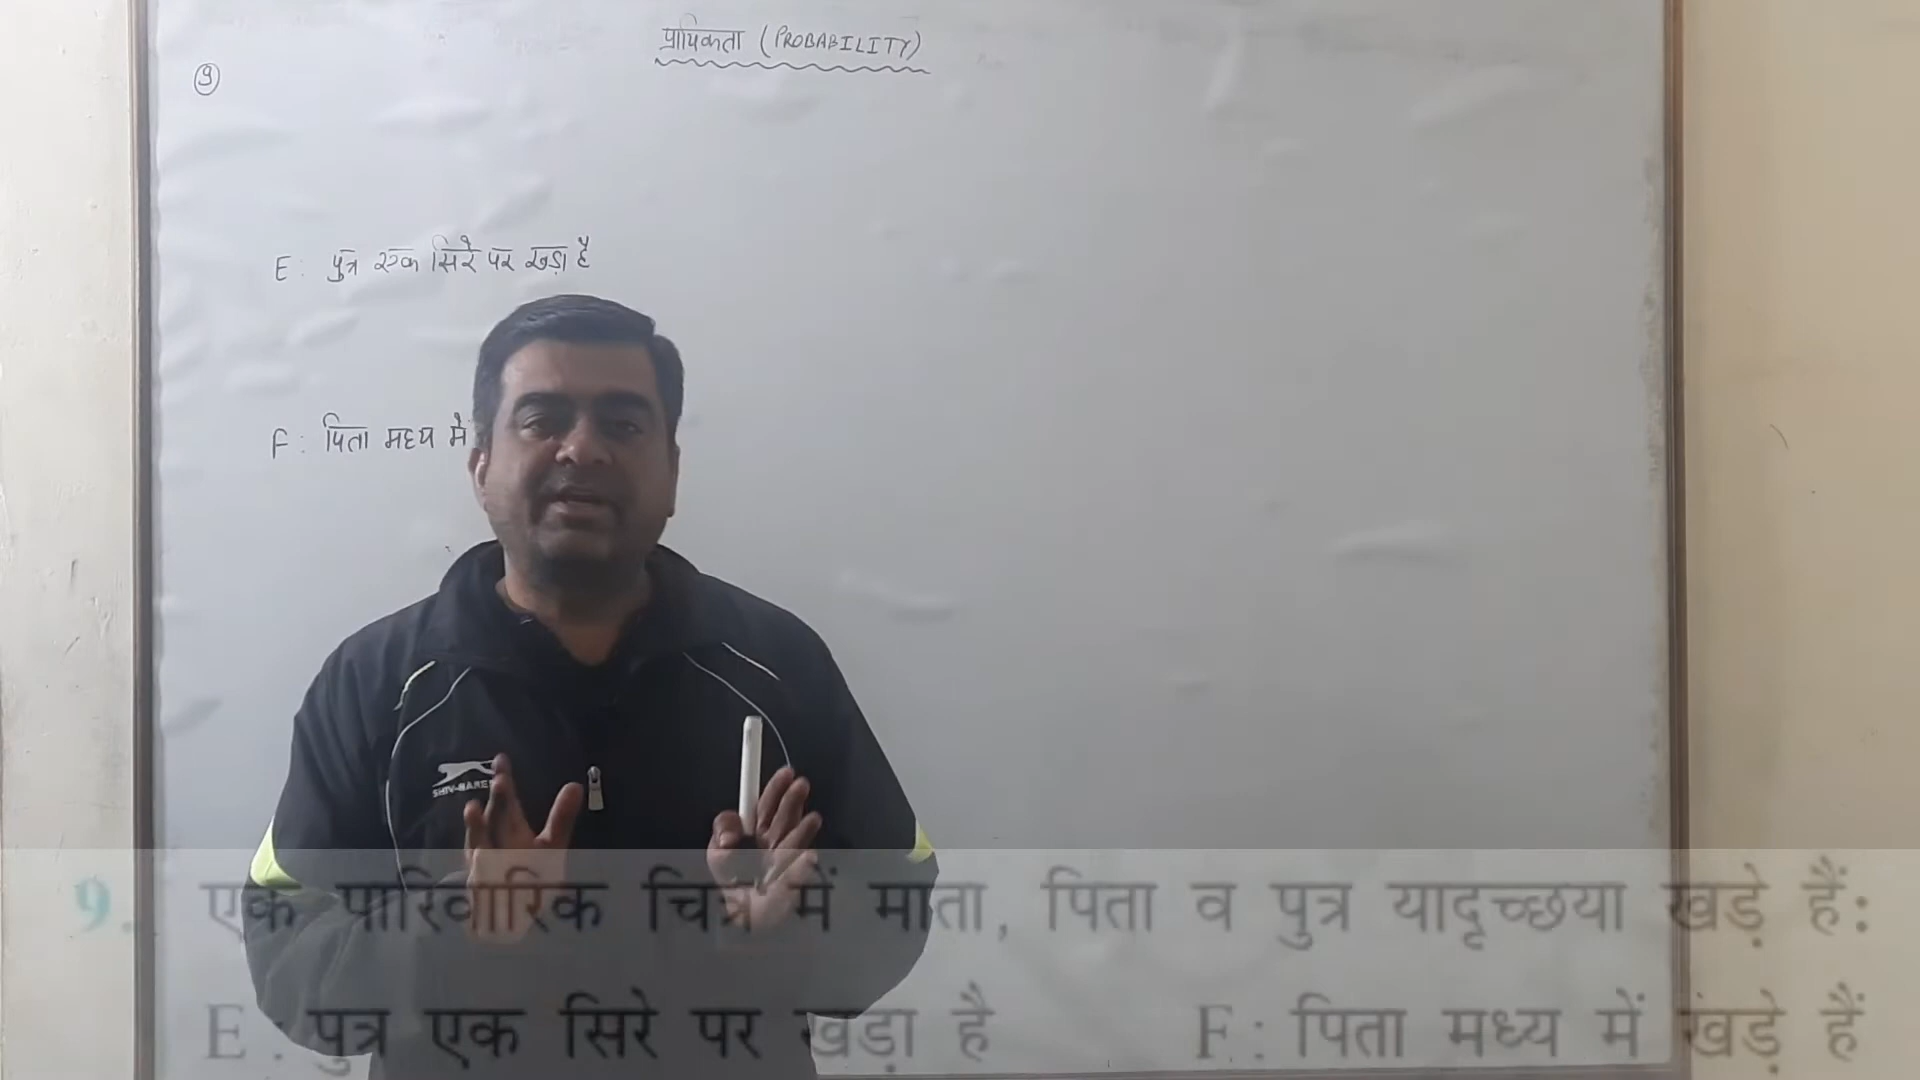 प्रायिकता (PROBABILITY)
9
E: पुत्र एक सिरे पर खड़ा है
F: पिता मध्य में
9. एक पारिवारिक चित्र में माता, पिता व पुत्र यादृच्छया खड़े हैं:
E: पुत्र एक सिरे पर खड़ा है F: पिता मध्य में खड़े हैं